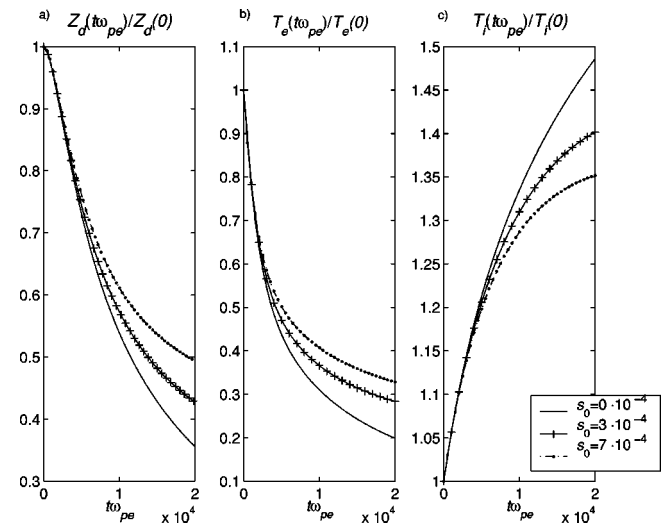 a) Z_d(tω_pe)/Z_d(0)
1
0.9
0.8
0.7
0.6
0.5
0.4
0.3
0 1 2
tω_pe × 10^4
b) T_e(tω_pe)/T_e(0)
1.1
1
0.9
0.8
0.7
0.6
0.5
0.4
0.3
0.2
0.1
0 1 2
tω_pe × 10^4
c) T_i(tω_pe)/T_i(0)
1.5
1.45
1.4
1.35
1.3
1.25
1.2
1.15
1.1
1.05
1
0 1 2
tω_pe × 10^4
s_0=0 ·10^-4
s_0=3 ·10^-4
s_0=7 ·10^-4